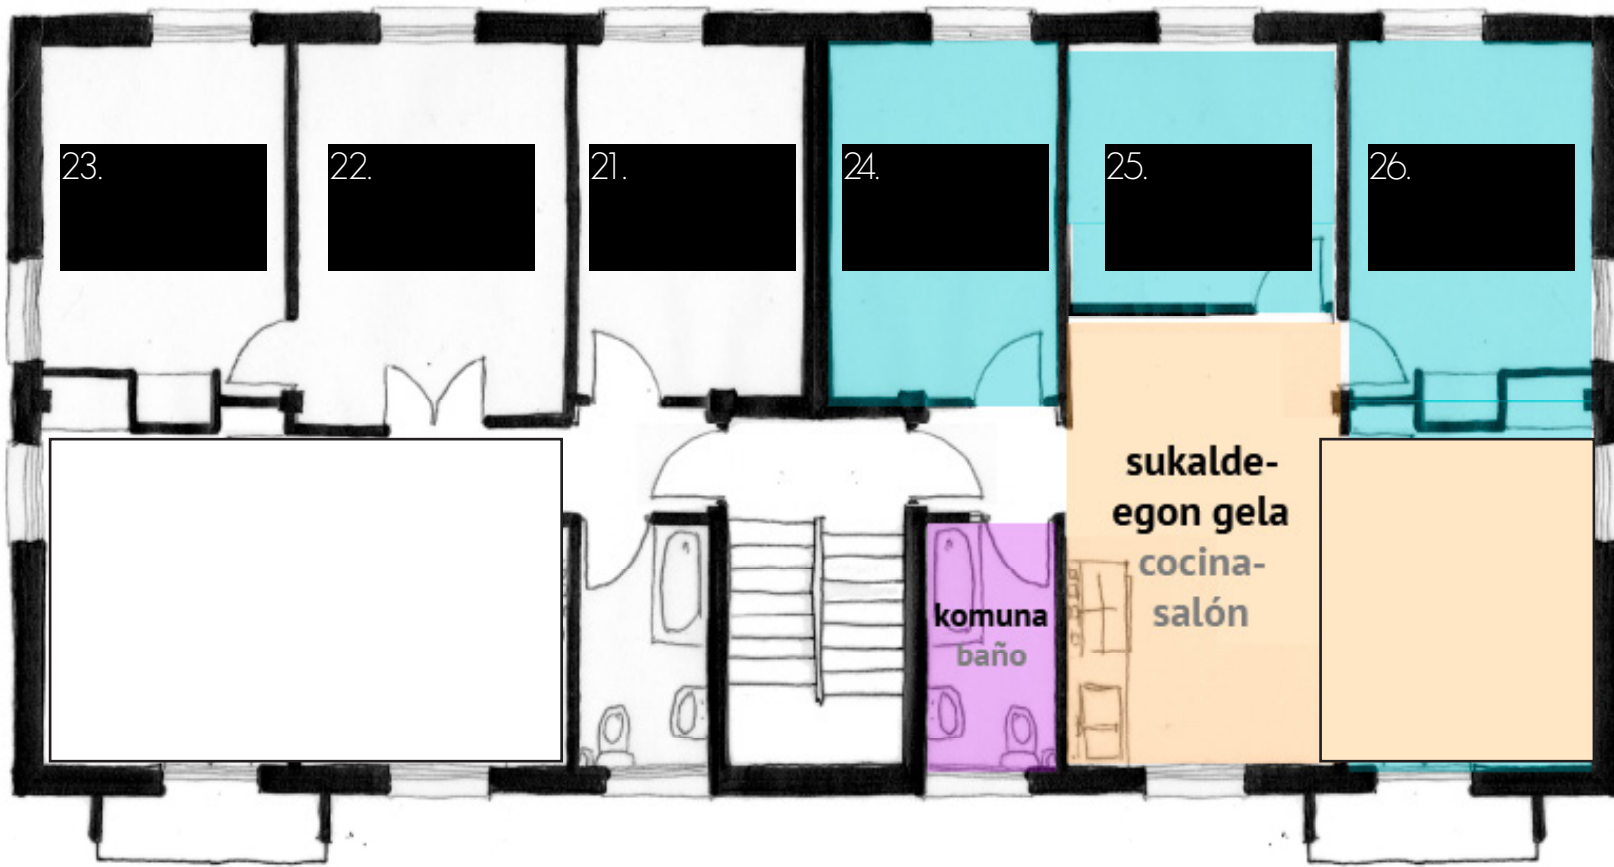 23.
22.
21.
24.
25.
26.
sukalde-
egon gela
cocina-
salón
komuna
baño